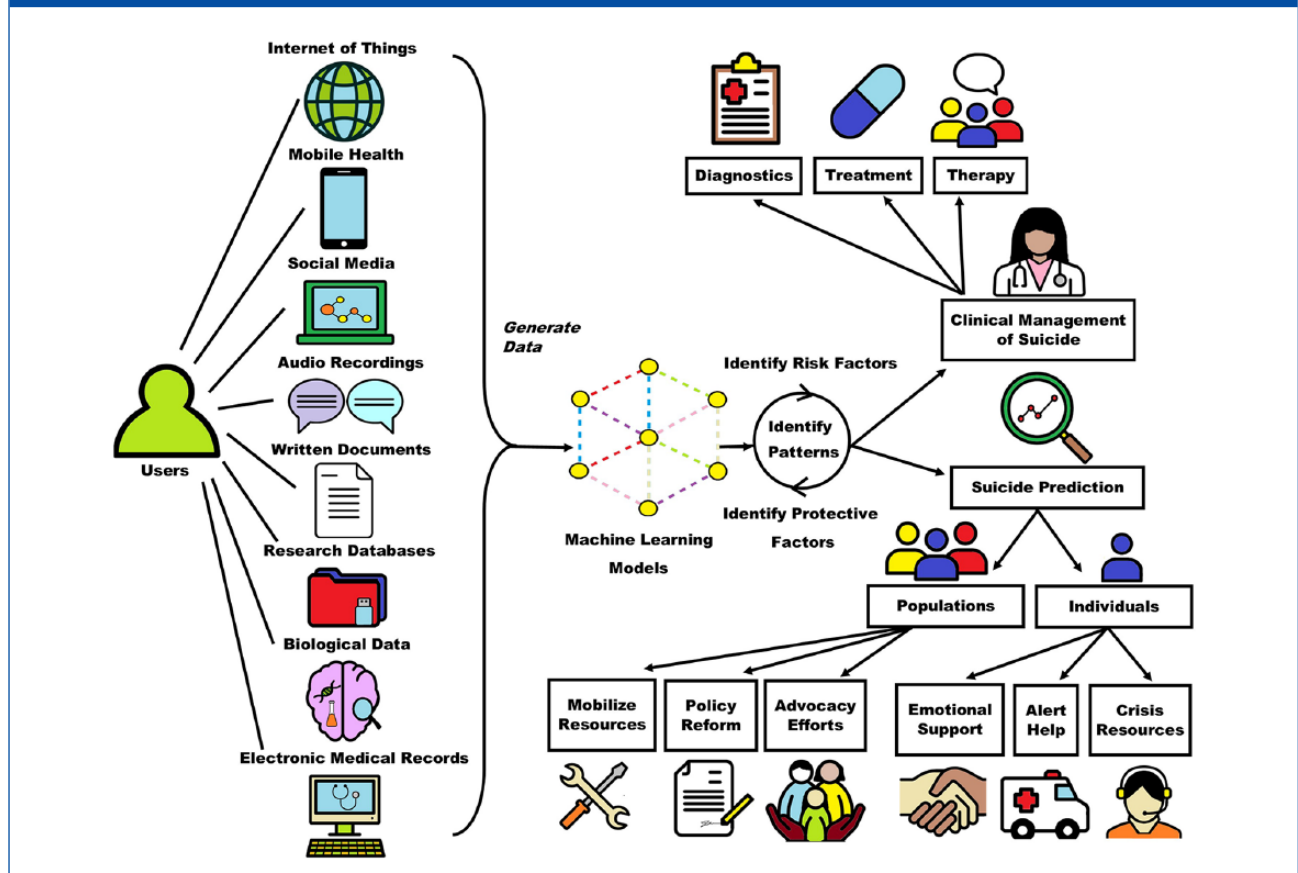 Internet of Things
Mobile Health
Social Media
Audio Recordings
Written Documents
Research Databases
Biological Data
Electronic Medical Records
Users
Generate
Data
Machine Learning
Models
Identify Risk Factors
Identify
Patterns
Identify Protective
Factors
Diagnostics
Treatment
Therapy
Clinical Management
of Suicide
Suicide Prediction
Populations
Individuals
Mobilize
Resources
Policy
Reform
Advocacy
Efforts
Emotional
Support
Alert
Help
Crisis
Resources